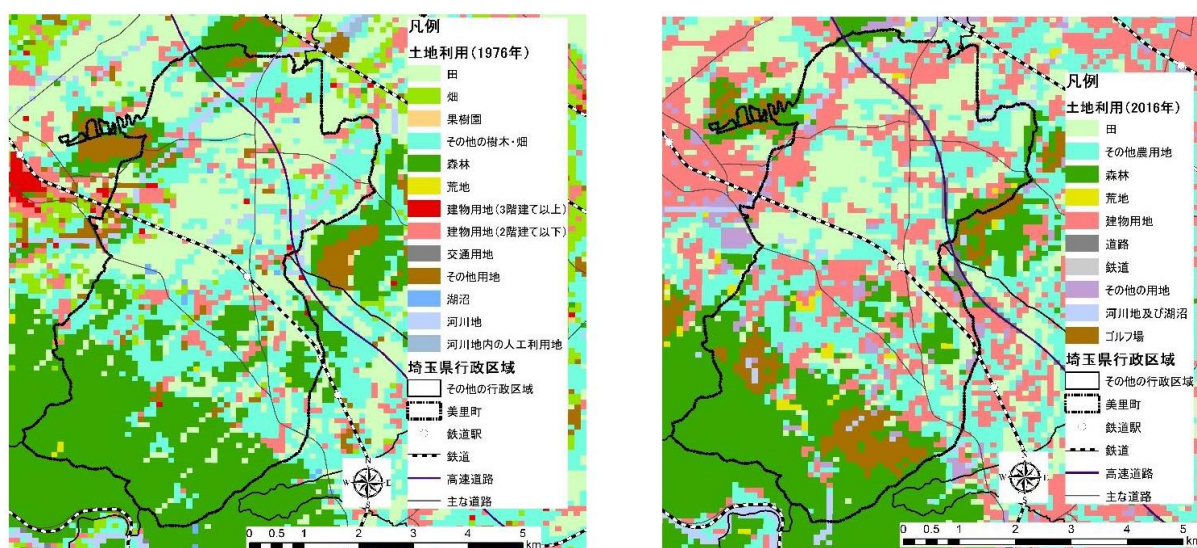 凡例
土地利用(1976年)
田
畑
果樹園
その他の樹木・畑
森林
荒地
建物用地(3階建て以上)
建物用地(2階建て以下)
交通用地
その他用地
湖沼
河川地
河川地内の人工利用地
埼玉県行政区域
その他の行政区域
美里町
鉄道駅
鉄道
高速道路
主な道路
N
W E
S
0 0.5 1 2 3 4 5
km
凡例
土地利用(2016年)
田
その他農用地
森林
荒地
建物用地
道路
鉄道
その他の用地
河川地及び湖沼
ゴルフ場
埼玉県行政区域
その他の行政区域
美里町
鉄道駅
鉄道
高速道路
主な道路
N
W E
S
0 0.5 1 2 3 4 5
km